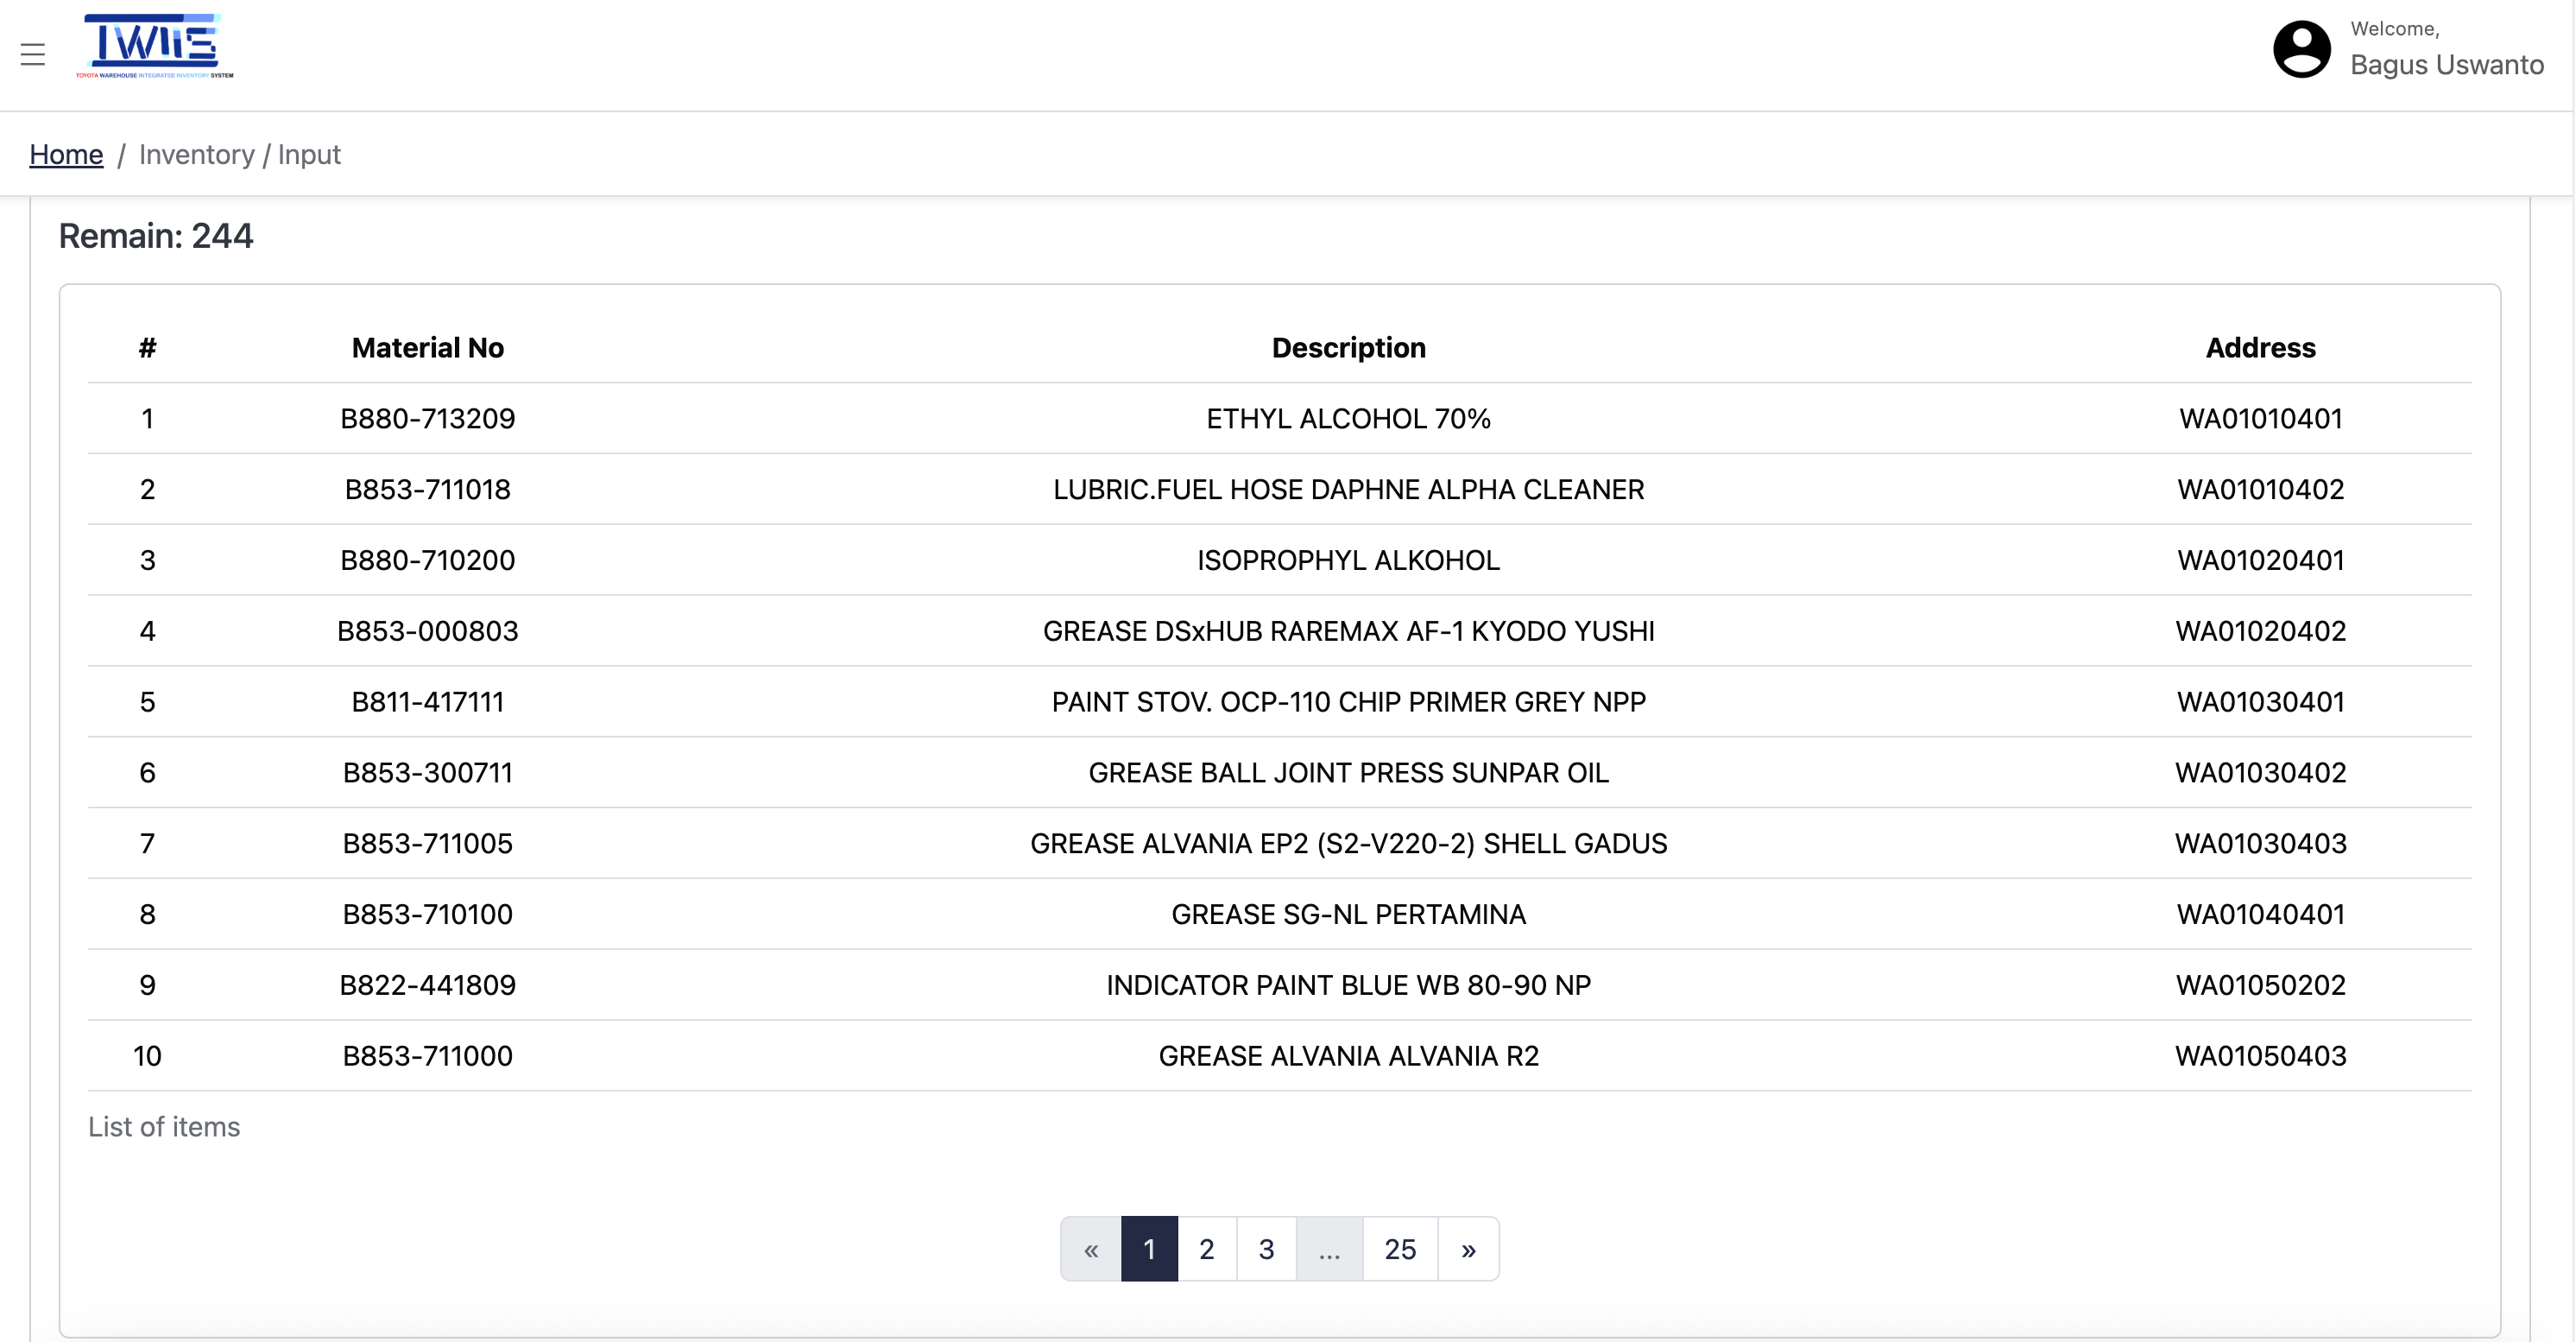 TWIIS
TOYOTA WAREHOUSE INTEGRATED INVENTORY SYSTEM
Welcome,
Bagus Uswanto
Home / Inventory / Input
Remain: 244
# Material No Description Address
1 B880-713209 ETHYL ALCOHOL 70% WA01010401
2 B853-711018 LUBRIC.FUEL HOSE DAPHNE ALPHA CLEANER WA01010402
3 B880-710200 ISOPROPHYL ALKOHOL WA01020401
4 B853-000803 GREASE DSxHUB RAREMAX AF-1 KYODO YUSHI WA01020402
5 B811-417111 PAINT STOV. OCP-110 CHIP PRIMER GREY NPP WA01030401
6 B853-300711 GREASE BALL JOINT PRESS SUNPAR OIL WA01030402
7 B853-711005 GREASE ALVANIA EP2 (S2-V220-2) SHELL GADUS WA01030403
8 B853-710100 GREASE SG-NL PERTAMINA WA01040401
9 B822-441809 INDICATOR PAINT BLUE WB 80-90 NP WA01050202
10 B853-711000 GREASE ALVANIA ALVANIA R2 WA01050403
List of items
« 1 2 3 ... 25 »